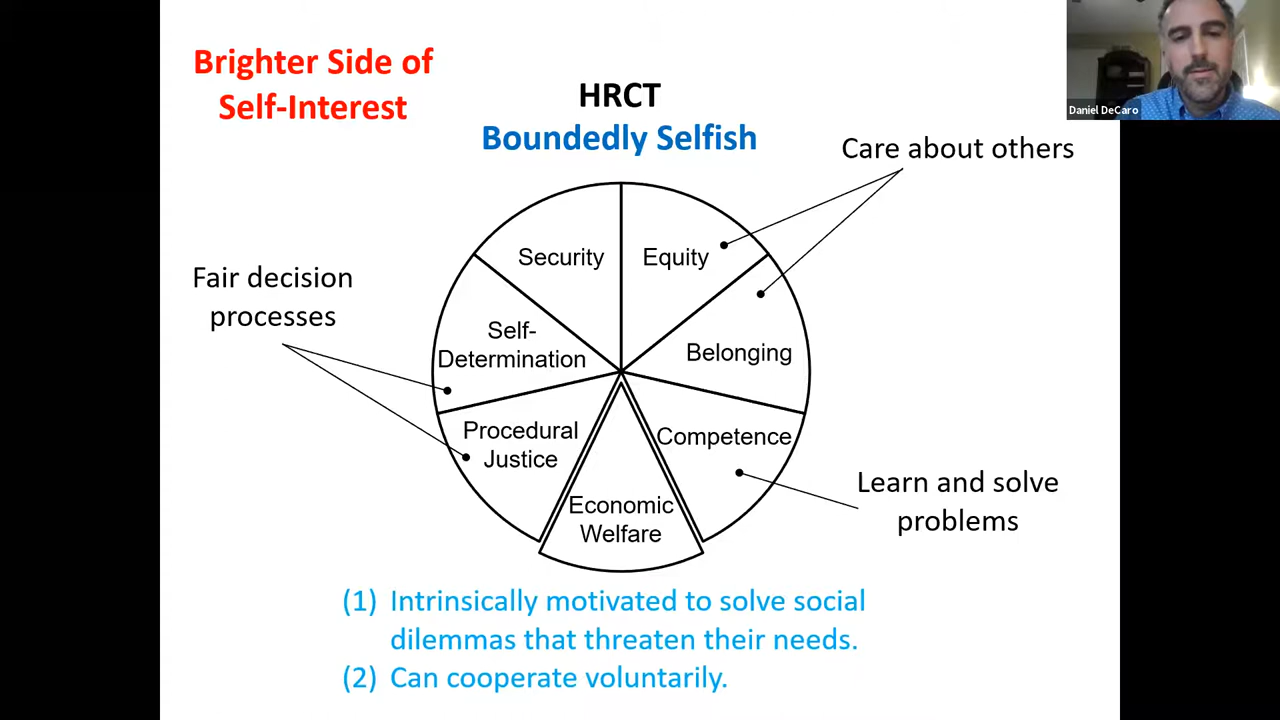 Brighter Side of
Self-Interest
HRCT
Boundedly Selfish
Daniel DeCaro
Care about others
Security
Equity
Fair decision
processes
Self-
Determination
Belonging
Procedural
Justice
Competence
Economic
Welfare
Learn and solve
problems
(1) Intrinsically motivated to solve social
dilemmas that threaten their needs.
(2) Can cooperate voluntarily.